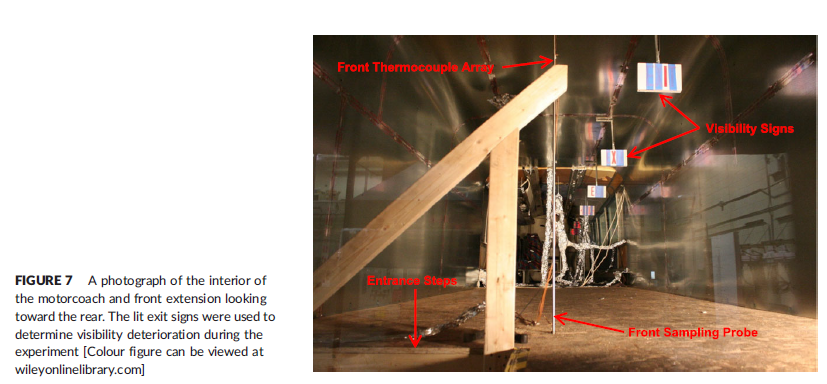 Front Thermocouple Array
Visibility Signs
Entrance Steps
Front Sampling Probe
FIGURE 7 A photograph of the interior of
the motorcoach and front extension looking
toward the rear. The lit exit signs were used to
determine visibility deterioration during the
experiment [Colour figure can be viewed at
wileyonlinelibrary.com]